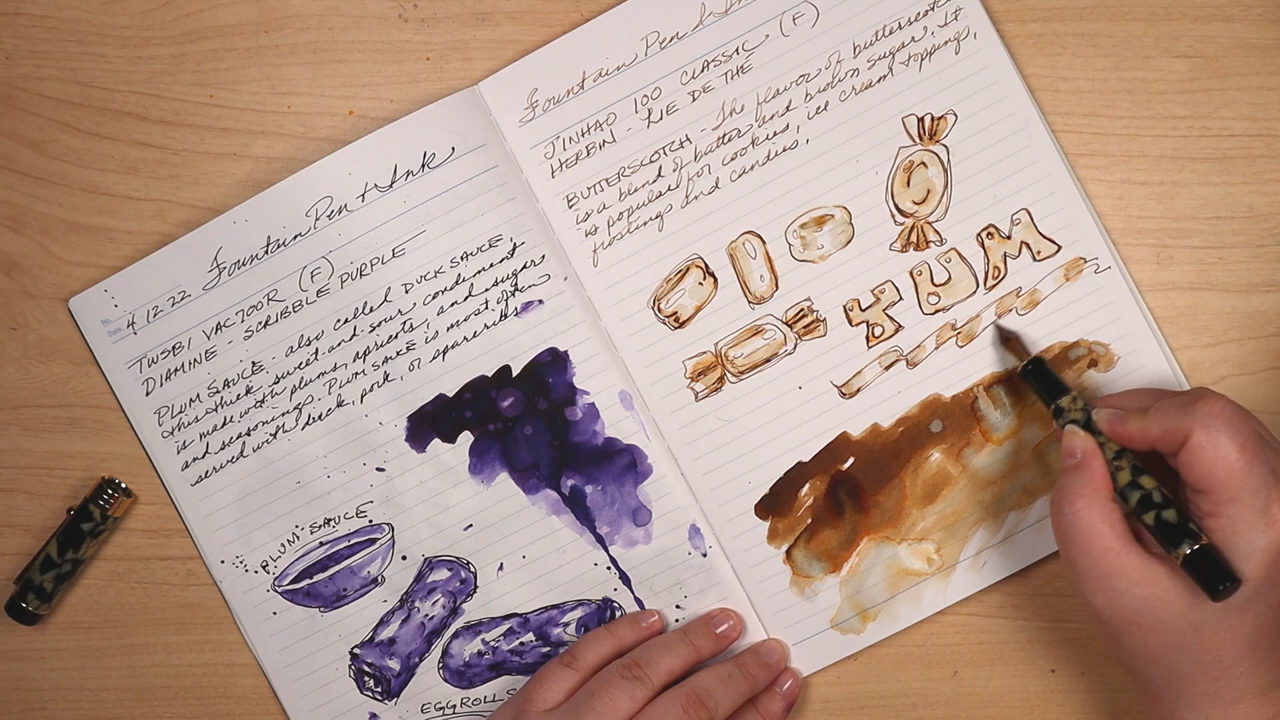 Fountain Pen & Ink
No.
Date 4/12/22
TWSBI VAC700R (F)
DIAMINE - SCRIBBLE PURPLE
PLUM SAUCE - also called DUCK SAUCE,
this thick, sweet-and-sour condiment
is made with plums, apricots, and sugar
and seasonings. PLUM SAUCE is most often
served with duck, pork, or spareribs
PLUM SAUCE
EGGROLLS
Fountain Pen & Ink
JINHAO 100 CLASSIC (F)
HERBIN - LIE DE THÉ
BUTTERSCOTCH - The flavor of butterscotch
is a blend of butter and brown sugar. It
is popular for cookies, ice cream toppings,
frostings and candies.
YUM